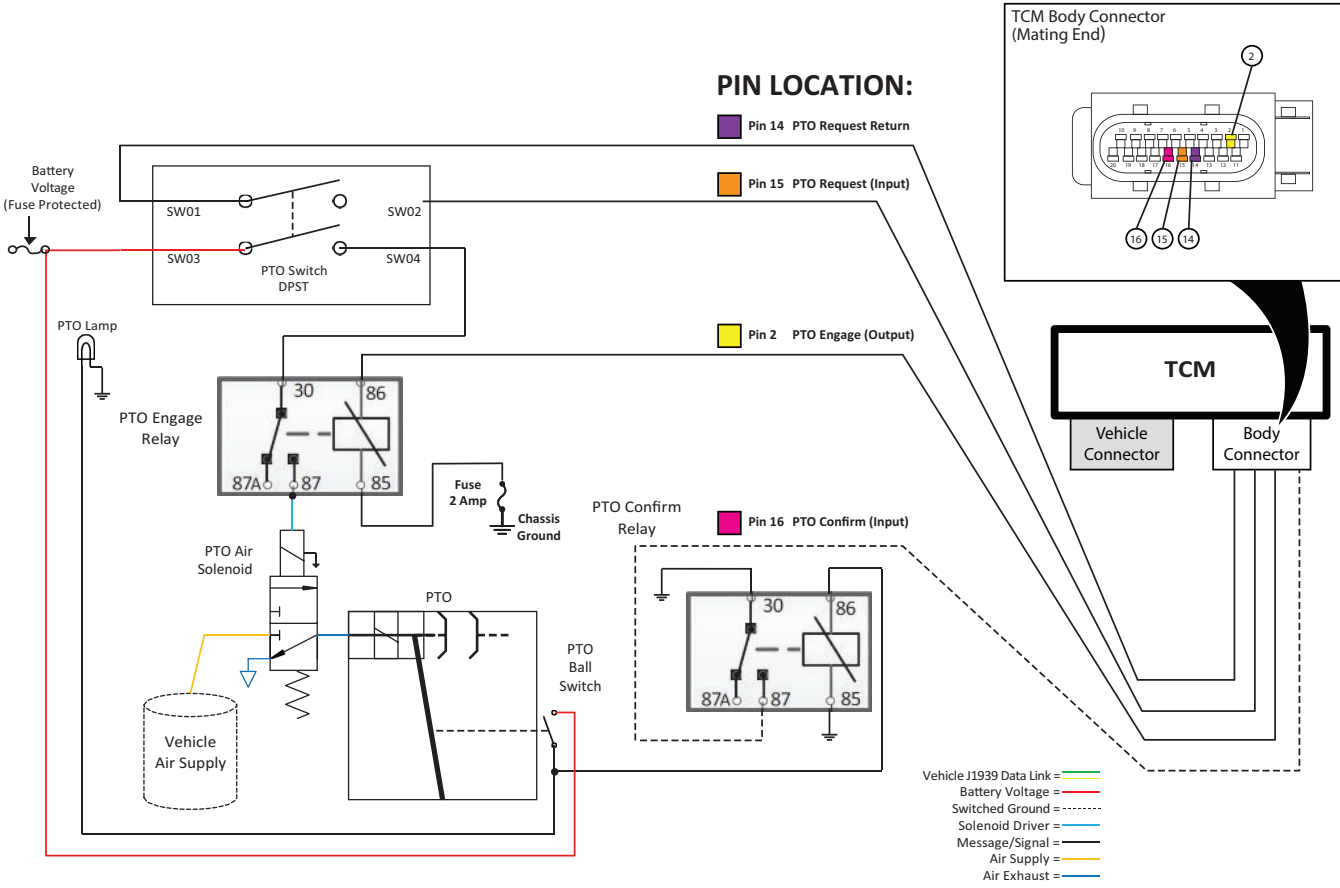 TCM Body Connector
(Mating End)
2
10 9 8 7 6 5 4 3 2 1
20 19 18 17 16 15 14 13 12 11
16 15 14
PIN LOCATION:
Pin 14 PTO Request Return
Pin 15 PTO Request (Input)
Battery
Voltage
(Fuse Protected)
SW01
SW02
SW03
SW04
PTO Switch
DPST
PTO Lamp
Pin 2 PTO Engage (Output)
TCM
Vehicle
Connector
Body
Connector
PTO Engage
Relay
30
86
87A
87
85
Fuse
2 Amp
Chassis
Ground
PTO Confirm
Relay
Pin 16 PTO Confirm (Input)
30
86
87A
87
85
PTO Air
Solenoid
PTO
PTO
Ball
Switch
Vehicle
Air Supply
Vehicle J1939 Data Link =
Battery Voltage =
Switched Ground =
Solenoid Driver =
Message/Signal =
Air Supply =
Air Exhaust =